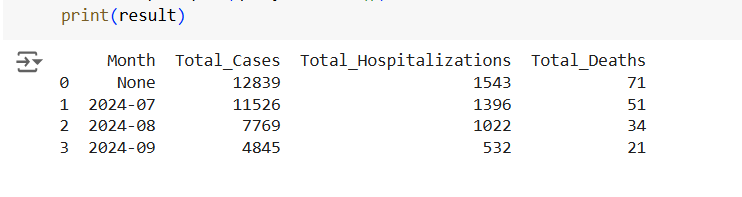 print(result)
Month Total_Cases Total_Hospitalizations Total_Deaths
0 None 12839 1543 71
1 2024-07 11526 1396 51
2 2024-08 7769 1022 34
3 2024-09 4845 532 21